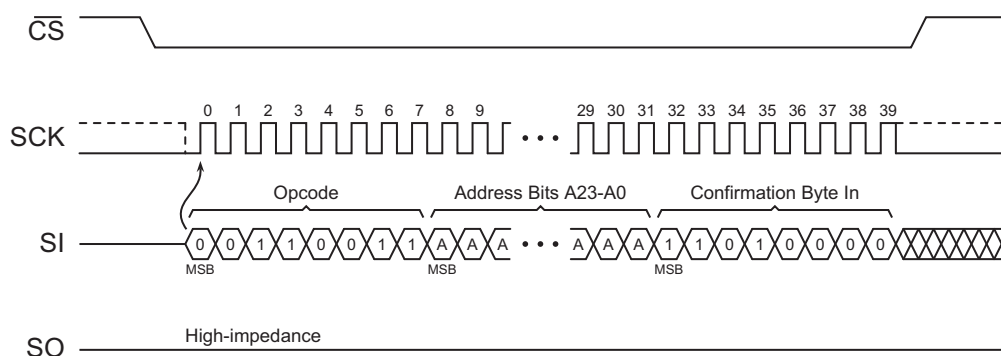 CS
0 1 2 3 4 5 6 7 8 9 29 30 31 32 33 34 35 36 37 38 39
SCK
Opcode Address Bits A23-A0 Confirmation Byte In
SI 0 0 1 1 0 0 1 1 A A A A A A 1 1 0 1 0 0 0 0
MSB MSB MSB
High-impedance
SO